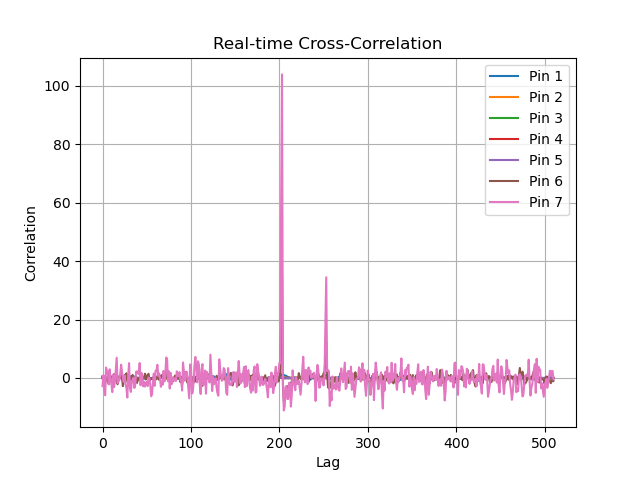 Real-time Cross-Correlation
Pin 1
Pin 2
Pin 3
Pin 4
Pin 5
Pin 6
Pin 7
100
80
60
40
20
0
Correlation
0 100 200 300 400 500
Lag